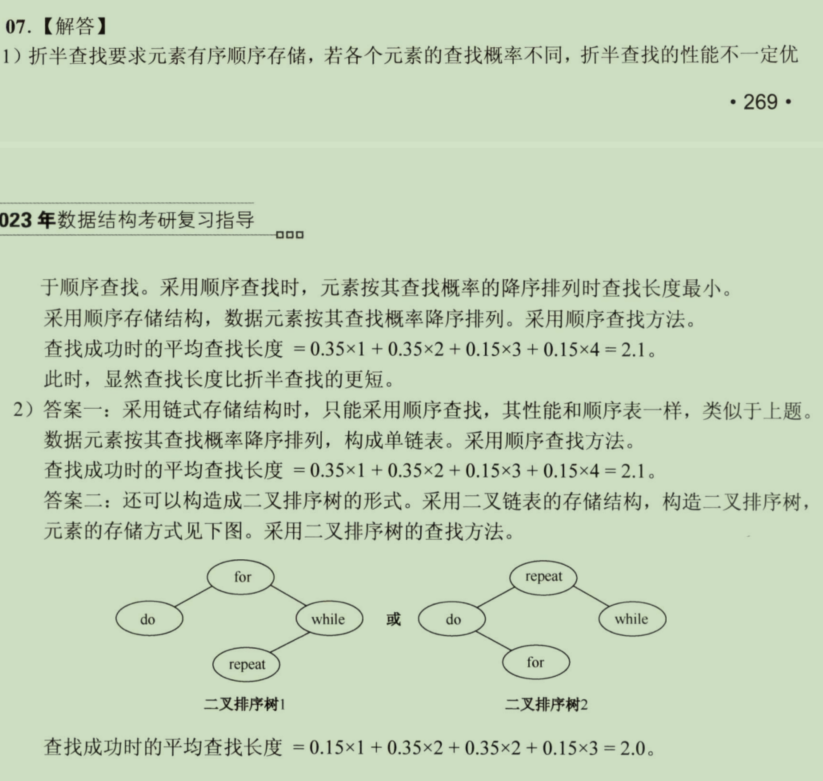 07.【解答】
1）折半查找要求元素有序顺序存储，若各个元素的查找概率不同，折半查找的性能不一定优
·269·
023 年数据结构考研复习指导
于顺序查找。采用顺序查找时，元素按其查找概率的降序排列时查找长度最小。
采用顺序存储结构，数据元素按其查找概率降序排列。采用顺序查找方法。
查找成功时的平均查找长度 = 0.35×1 + 0.35×2 + 0.15×3 + 0.15×4 = 2.1。
此时，显然查找长度比折半查找的更短。
2）答案一：采用链式存储结构时，只能采用顺序查找，其性能和顺序表一样，类似于上题。
数据元素按其查找概率降序排列，构成单链表。采用顺序查找方法。
查找成功时的平均查找长度 = 0.35×1 + 0.35×2 + 0.15×3 + 0.15×4 = 2.1。
答案二：还可以构造成二叉排序树的形式。采用二叉链表的存储结构，构造二叉排序树，
元素的存储方式见下图。采用二叉排序树的查找方法。
for
repeat
do
while
或
do
while
repeat
for
二叉排序树1
二叉排序树2
查找成功时的平均查找长度 = 0.15×1 + 0.35×2 + 0.35×2 + 0.15×3 = 2.0。